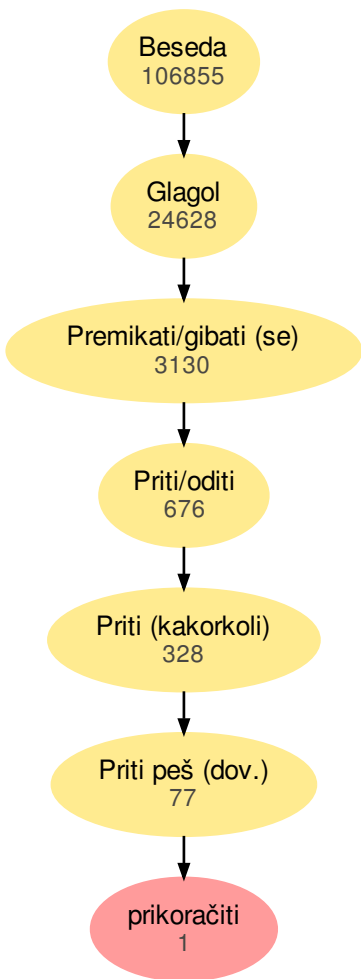 Beseda
106855
Glagol
24628
Premikati/gibati (se)
3130
Priti/oditi
676
Priti (kakorkoli)
328
Priti peš (dov.)
77
prikoračiti
1